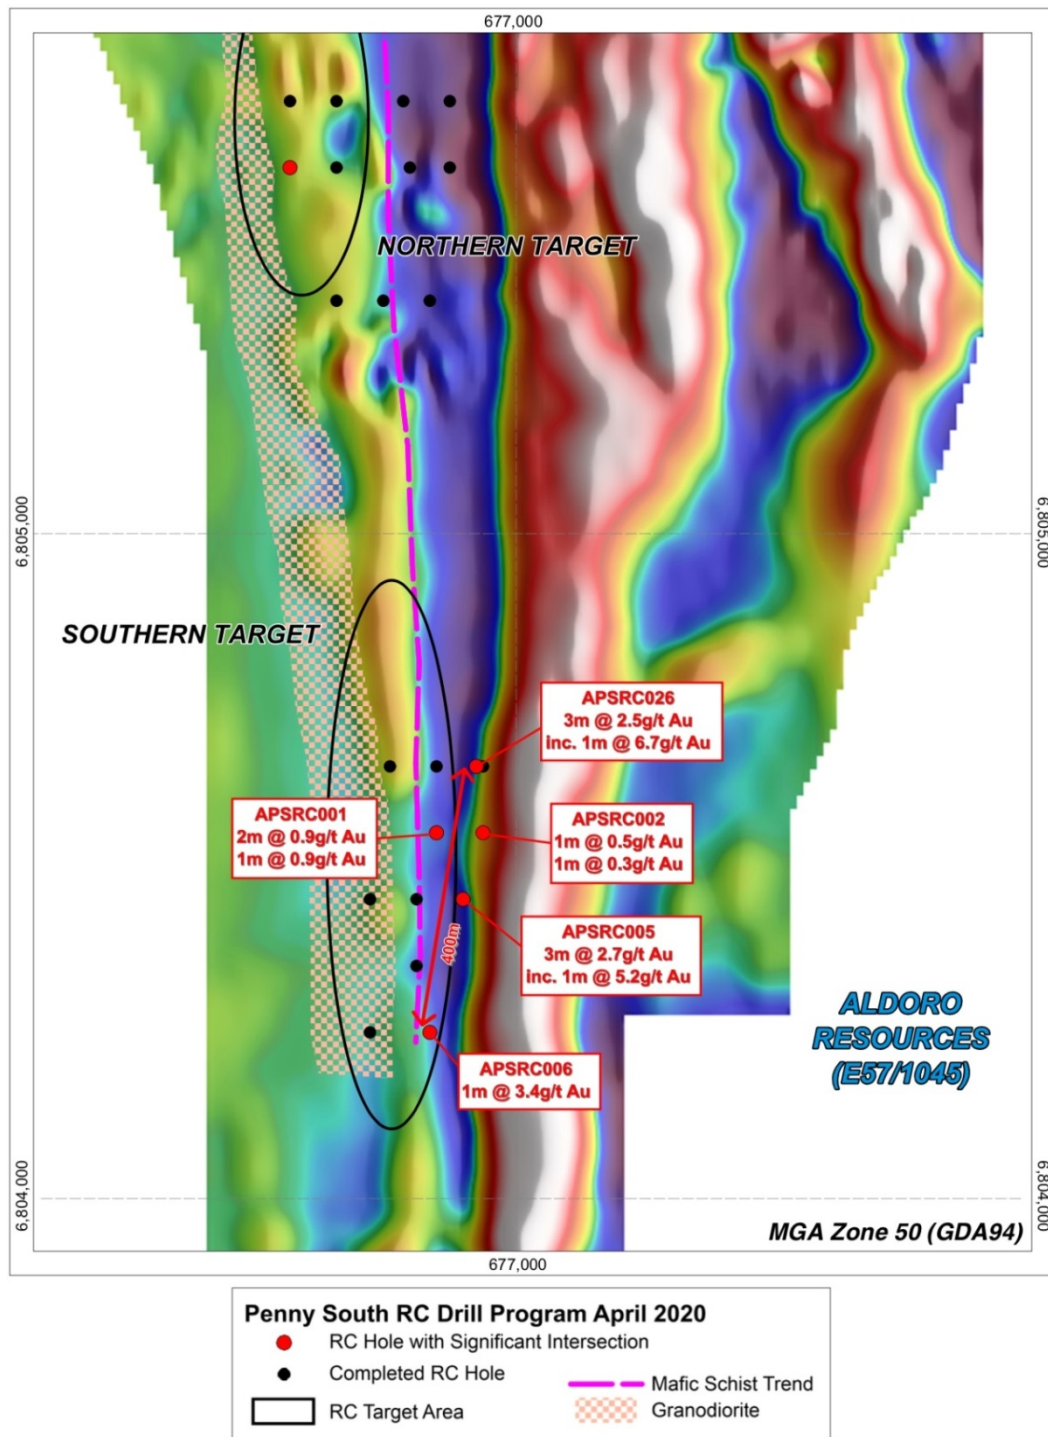 677,000
NORTHERN TARGET
6,805,000
6,805,000
SOUTHERN TARGET
APSRC026
3m @ 2.5g/t Au
inc. 1m @ 6.7g/t Au
APSRC001
2m @ 0.9g/t Au
1m @ 0.9g/t Au
APSRC002
1m @ 0.5g/t Au
1m @ 0.3g/t Au
400m
APSRC005
3m @ 2.7g/t Au
inc. 1m @ 5.2g/t Au
ALDORO
RESOURCES
(E57/1045)
APSRC006
1m @ 3.4g/t Au
6,804,000
6,804,000
MGA Zone 50 (GDA94)
677,000
Penny South RC Drill Program April 2020
RC Hole with Significant Intersection
Completed RC Hole
RC Target Area
Mafic Schist Trend
Granodiorite